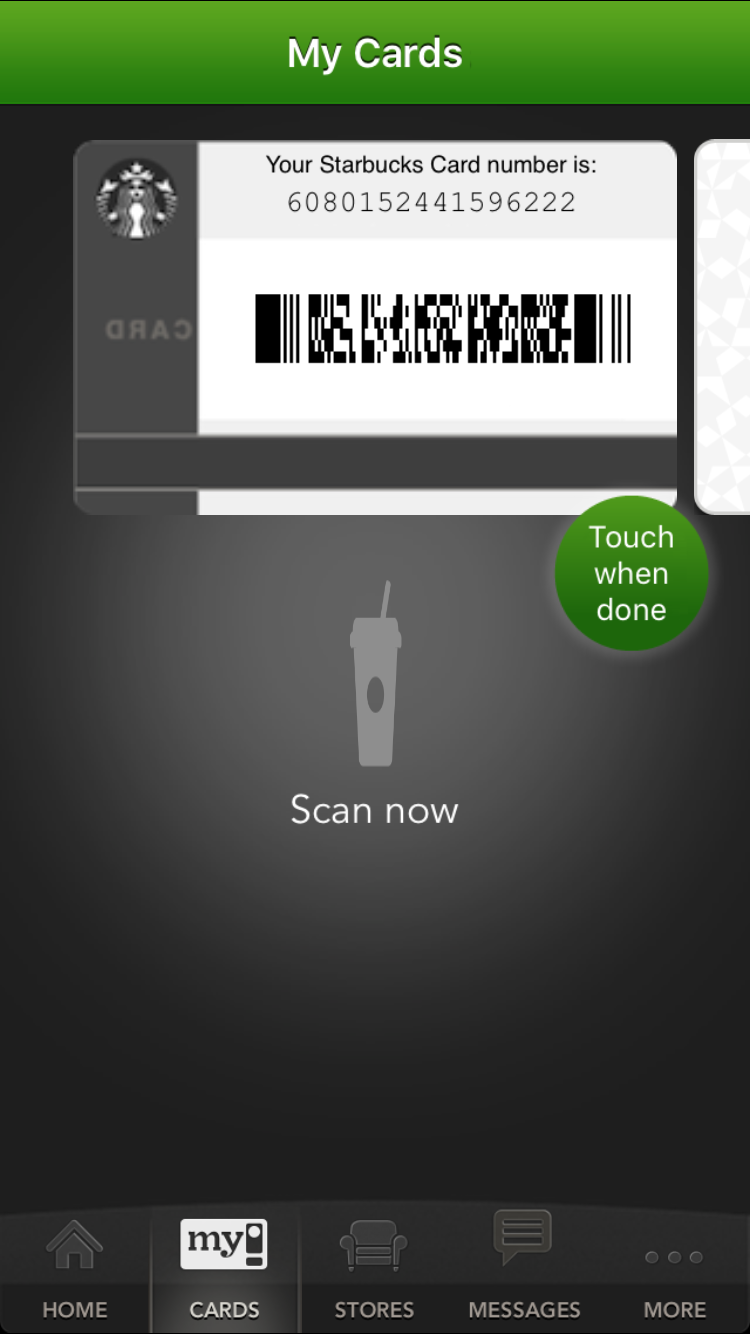 My Cards
Your Starbucks Card number is:
6080152441596222
CARD
Touch
when
done
Scan now
my
HOME
CARDS
STORES
MESSAGES
MORE